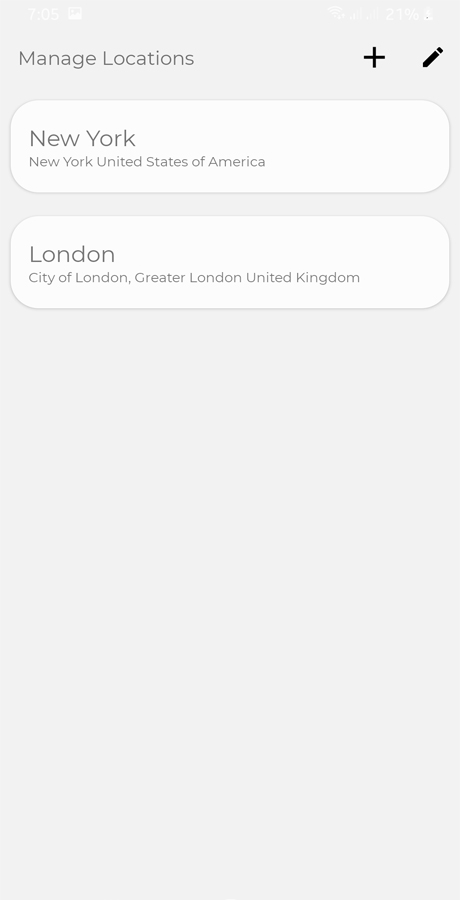 7:05 21%
Manage Locations
New York
New York United States of America
London
City of London, Greater London United Kingdom